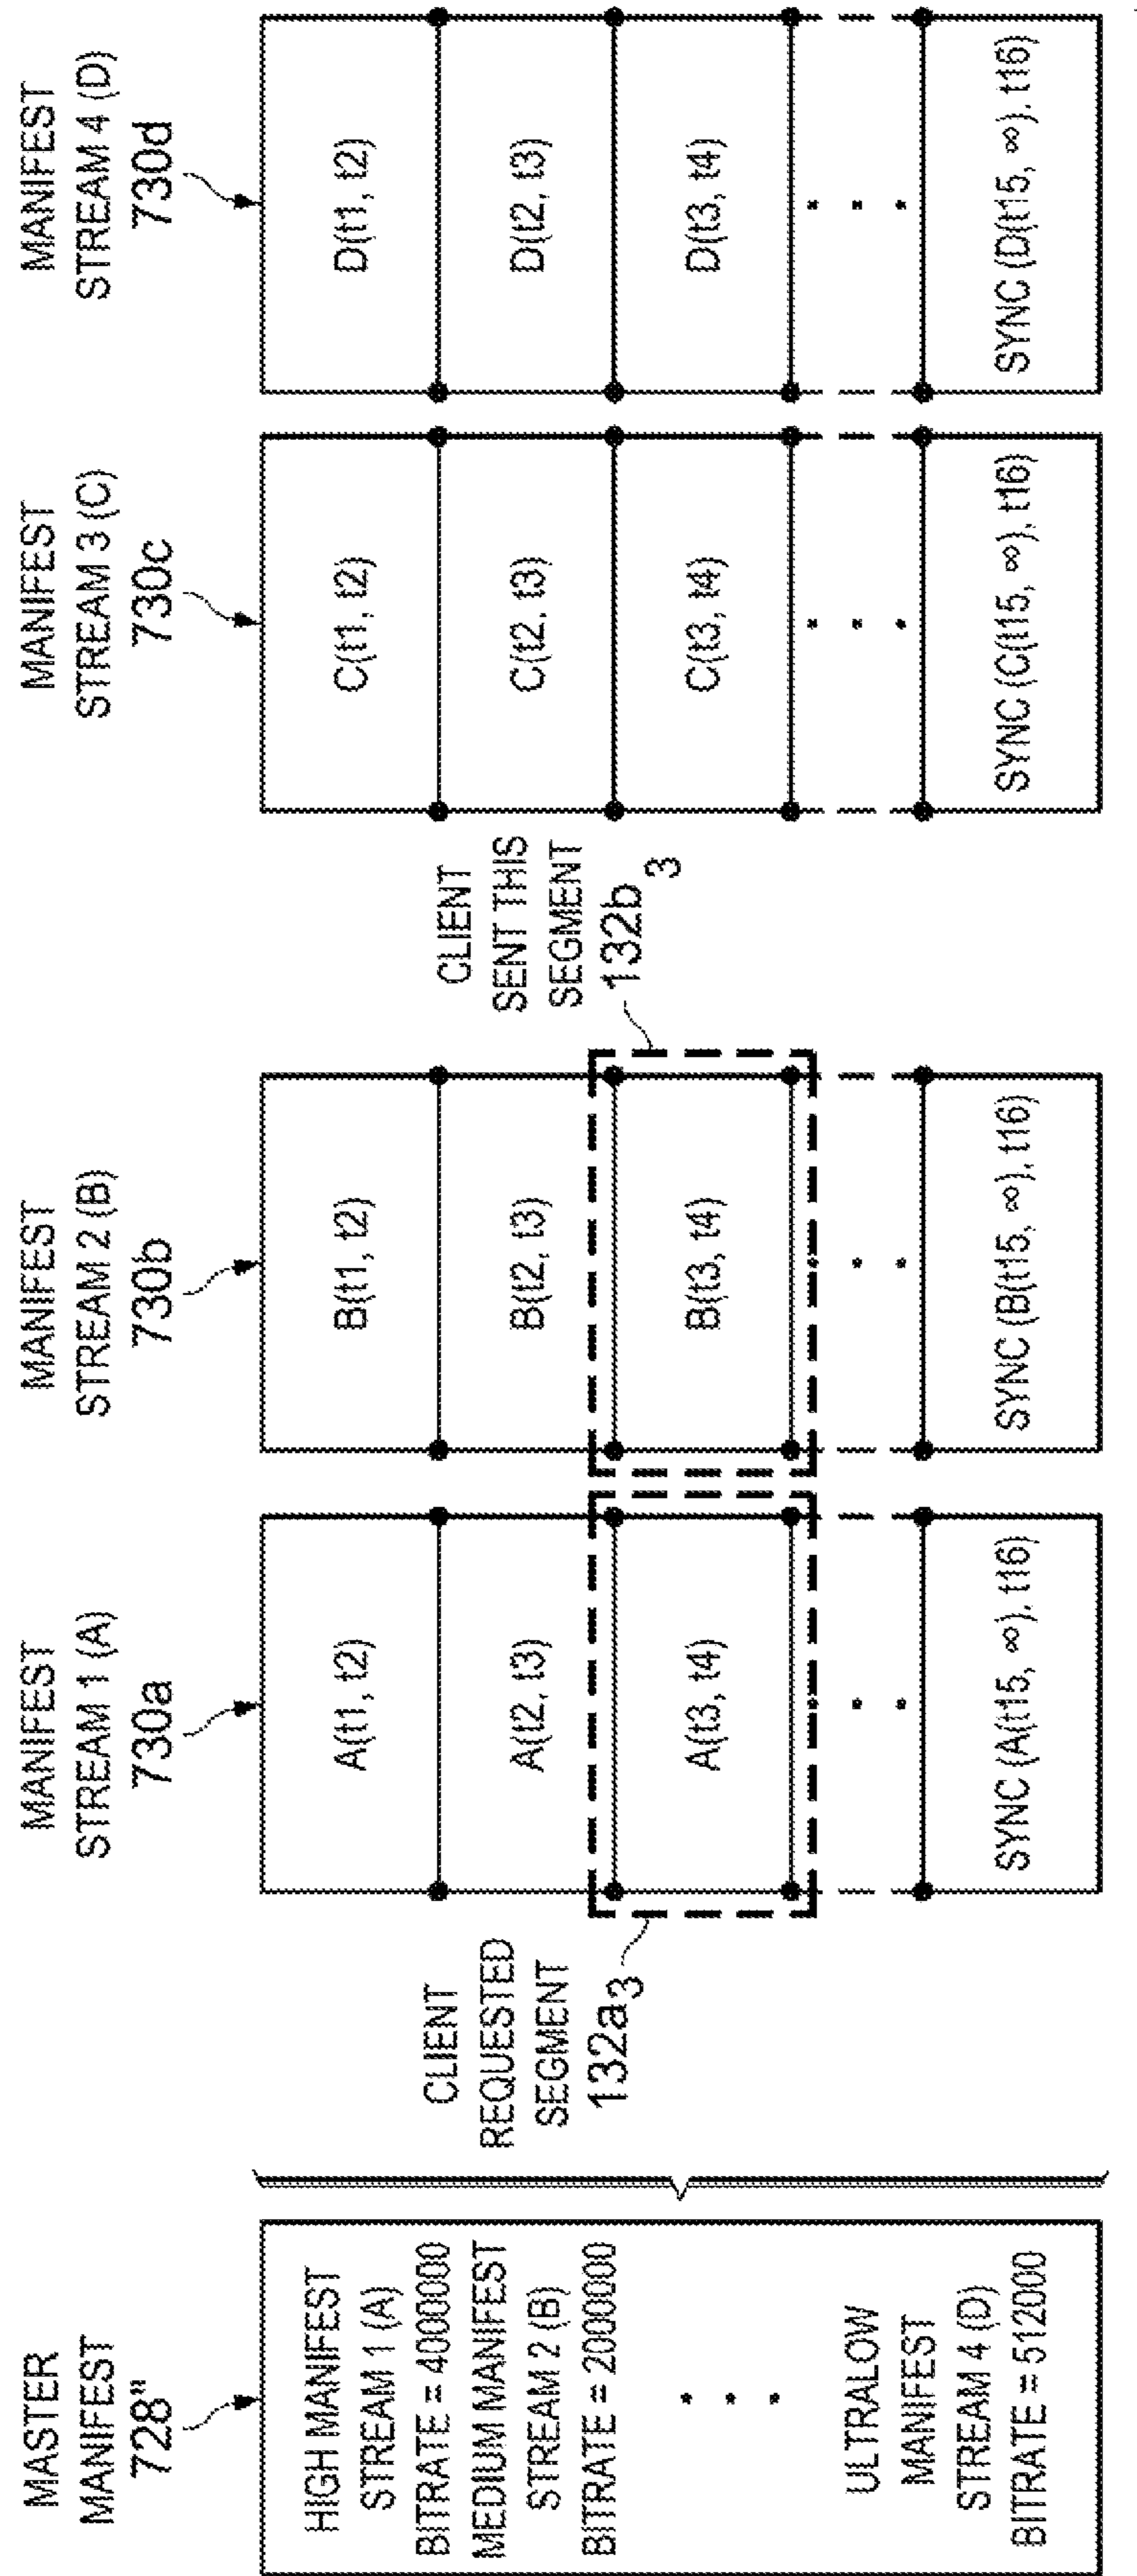 MASTER
MANIFEST
728"
HIGH MANIFEST
STREAM 1 (A)
BITRATE = 4000000
MEDIUM MANIFEST
STREAM 2 (B)
BITRATE = 2000000
ULTRALOW
MANIFEST
STREAM 4 (D)
BITRATE = 512000
CLIENT
REQUESTED
SEGMENT
132a3
MANIFEST
STREAM 1 (A)
730a
A(t1, t2)
A(t2, t3)
A(t3, t4)
SYNC (A(t15, ∞), t16)
MANIFEST
STREAM 2 (B)
730b
B(t1, t2)
B(t2, t3)
B(t3, t4)
SYNC (B(t15, ∞), t16)
CLIENT
SENT THIS
SEGMENT
132b3
MANIFEST
STREAM 3 (C)
730c
C(t1, t2)
C(t2, t3)
C(t3, t4)
SYNC (C(t15, ∞), t16)
MANIFEST
STREAM 4 (D)
730d
D(t1, t2)
D(t2, t3)
D(t3, t4)
SYNC (D(t15, ∞), t16)